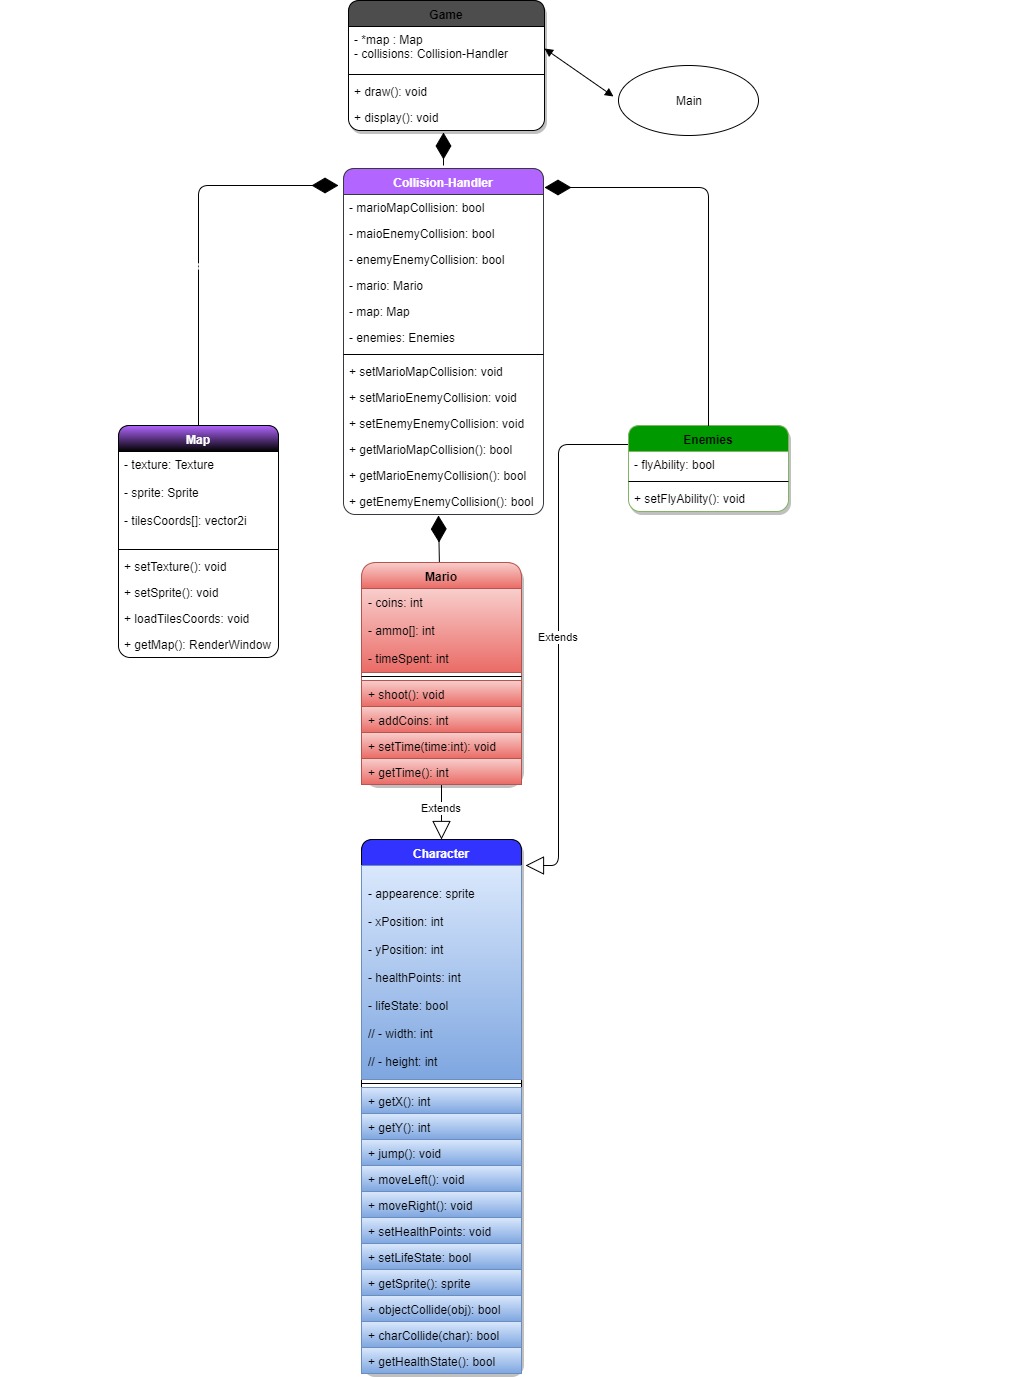 Game
- *map : Map
- collisions: Collision-Handler
+ draw(): void
+ display(): void
Main
Collision-Handler
- marioMapCollision: bool
- maioEnemyCollision: bool
- enemyEnemyCollision: bool
- mario: Mario
- map: Map
- enemies: Enemies
+ setMarioMapCollision: void
+ setMarioEnemyCollision: void
+ setEnemyEnemyCollision: void
+ getMarioMapCollision(): bool
+ getMarioEnemyCollision(): bool
+ getEnemyEnemyCollision(): bool
Map
- texture: Texture
- sprite: Sprite
- tilesCoords[]: vector2i
+ setTexture(): void
+ setSprite(): void
+ loadTilesCoords: void
+ getMap(): RenderWindow
Enemies
- flyAbility: bool
+ setFlyAbility(): void
Mario
- coins: int
- ammo[]: int
- timeSpent: int
+ shoot(): void
+ addCoins: int
+ setTime(time:int): void
+ getTime(): int
Extends
Extends
Character
- appearence: sprite
- xPosition: int
- yPosition: int
- healthPoints: int
- lifeState: bool
// - width: int
// - height: int
+ getX(): int
+ getY(): int
+ jump(): void
+ moveLeft(): void
+ moveRight(): void
+ setHealthPoints: void
+ setLifeState: bool
+ getSprite(): sprite
+ objectCollide(obj): bool
+ charCollide(char): bool
+ getHealthState(): bool